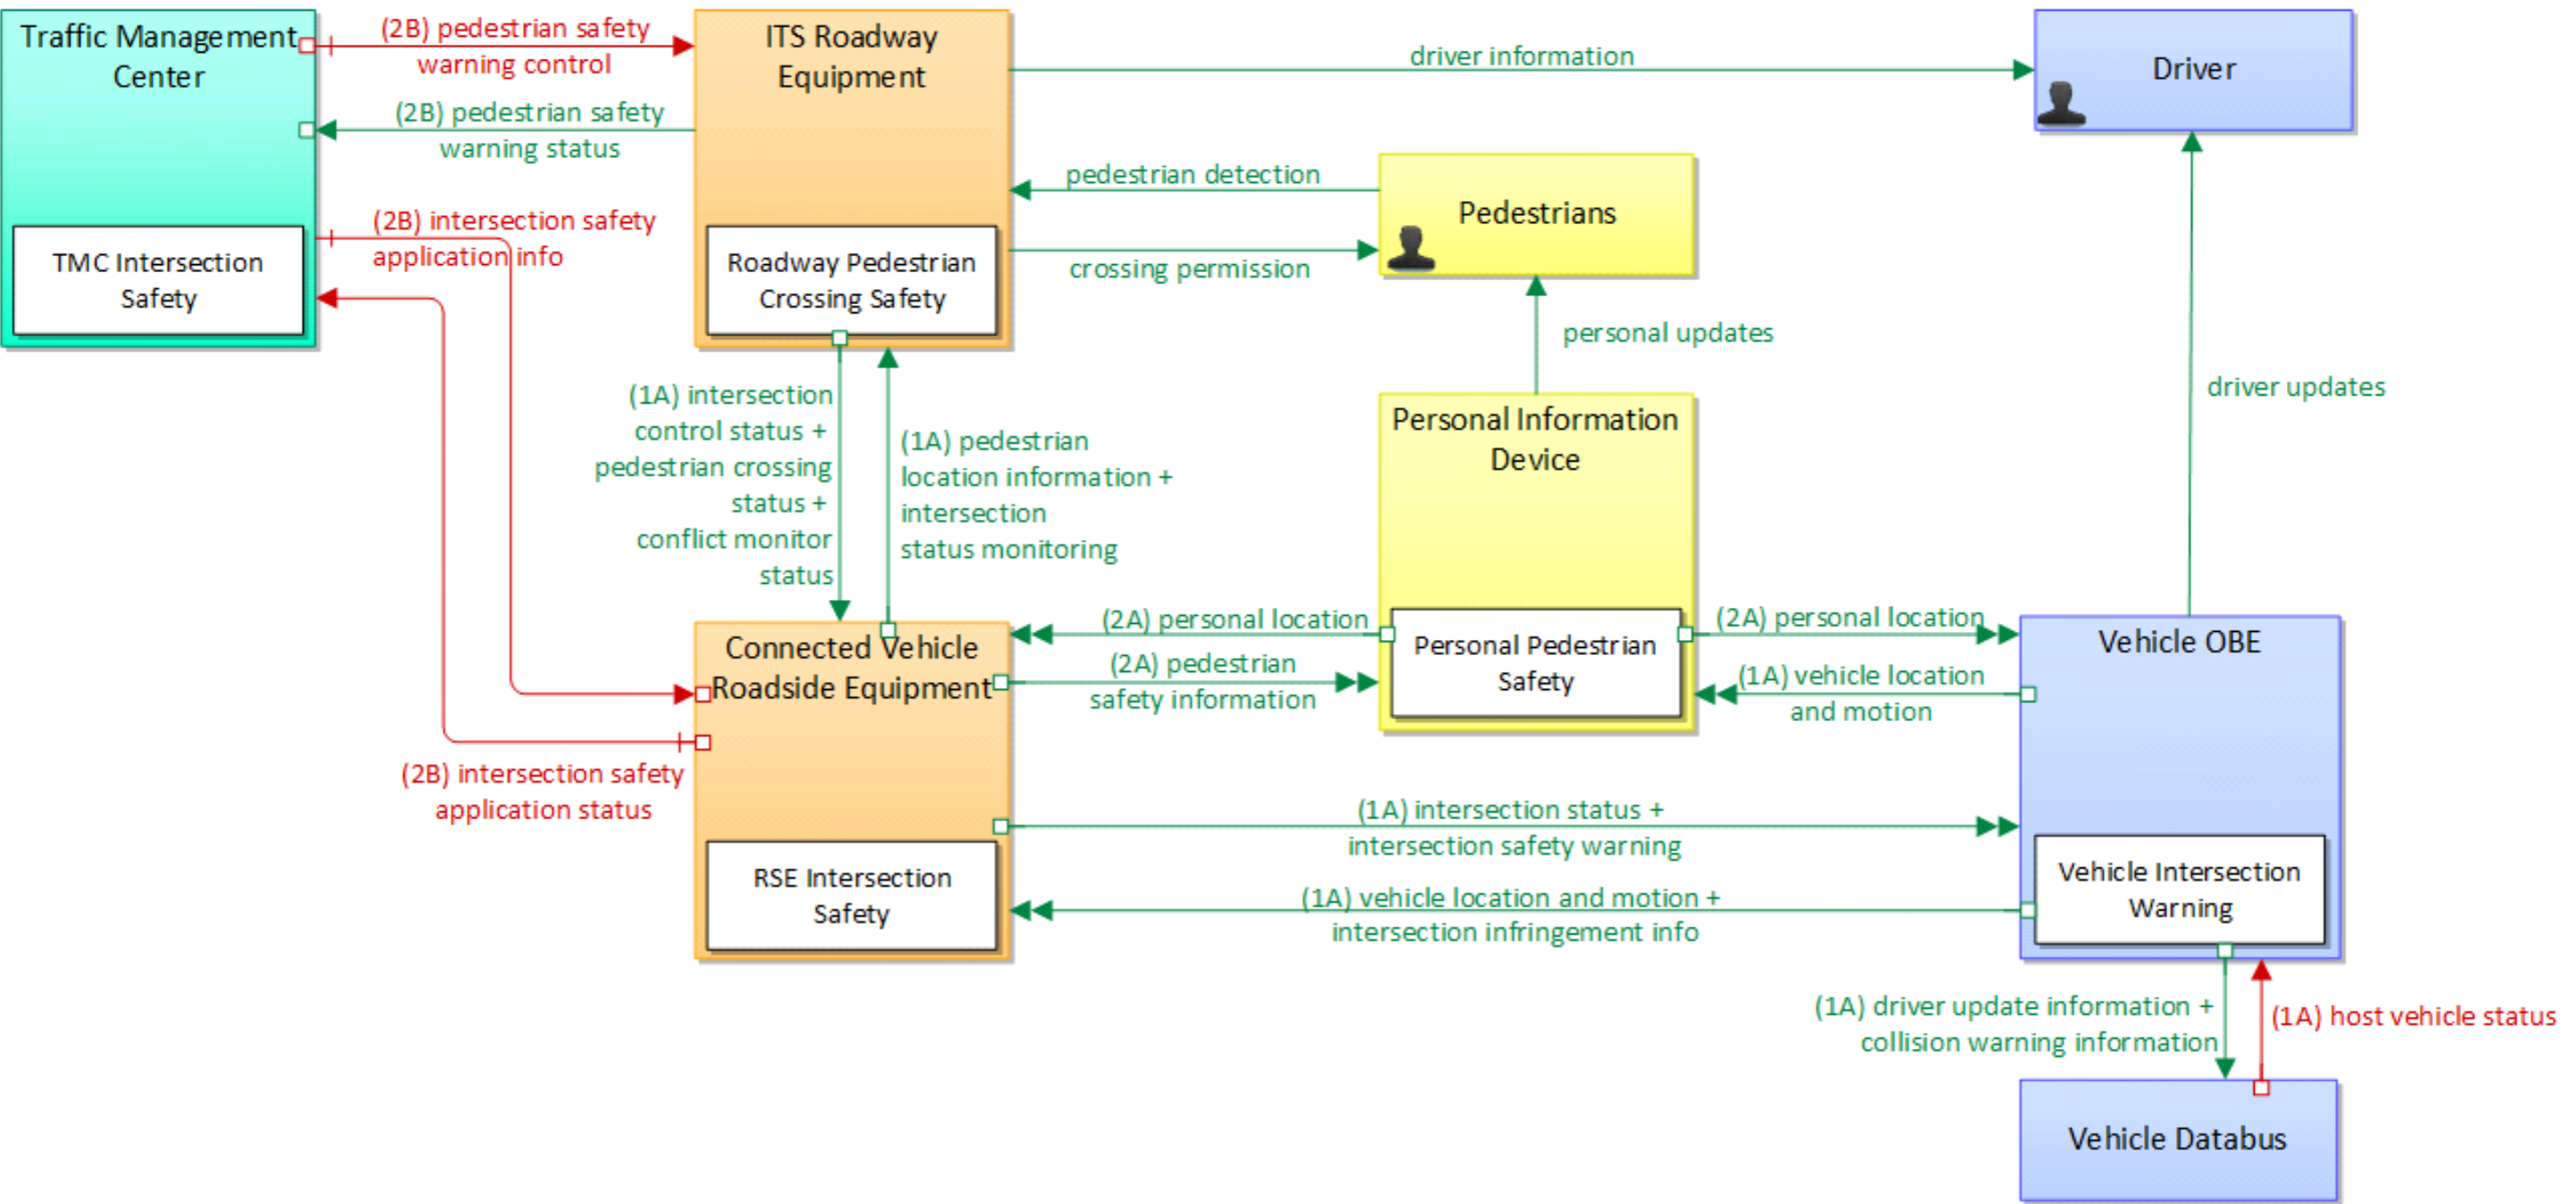 Traffic Management
Center
TMC Intersection
Safety
(2B) pedestrian safety
warning control
(2B) pedestrian safety
warning status
(2B) intersection safety
application info
ITS Roadway
Equipment
Roadway Pedestrian
Crossing Safety
driver information
Driver
pedestrian detection
crossing permission
Pedestrians
personal updates
driver updates
(1A) intersection
control status +
pedestrian crossing
status +
conflict monitor
status
(1A) pedestrian
location information +
intersection
status monitoring
Personal Information
Device
Personal Pedestrian
Safety
(2A) personal location
(2A) pedestrian
safety information
(2A) personal location
(1A) vehicle location
and motion
Connected Vehicle
Roadside Equipment
RSE Intersection
Safety
(2B) intersection safety
application status
(1A) intersection status +
intersection safety warning
(1A) vehicle location and motion +
intersection infringement info
Vehicle OBE
Vehicle Intersection
Warning
(1A) driver update information +
collision warning information
(1A) host vehicle status
Vehicle Databus